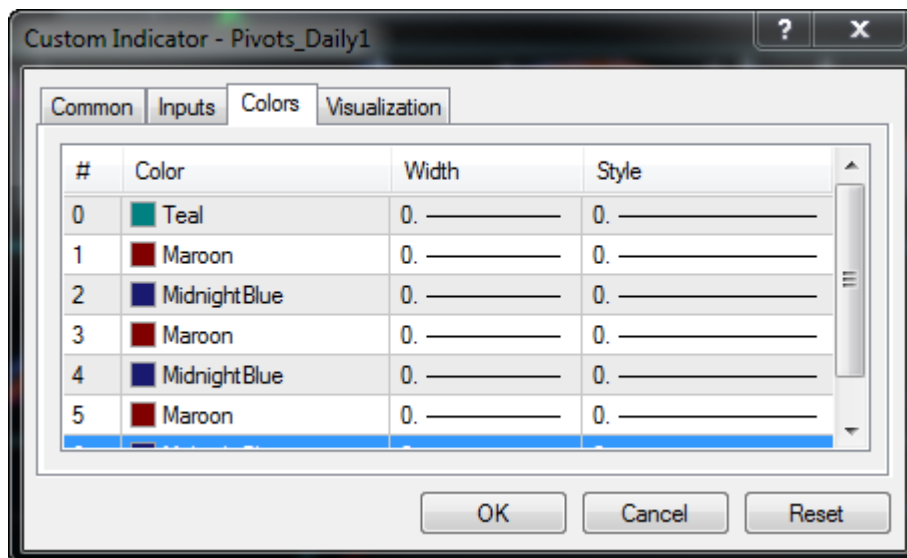 Custom Indicator - Pivots_Daily1
? x
Common Inputs Colors Visualization
# Color Width Style
0 Teal 0. 0.
1 Maroon 0. 0.
2 MidnightBlue 0. 0.
3 Maroon 0. 0.
4 MidnightBlue 0. 0.
5 Maroon 0. 0.
OK Cancel Reset